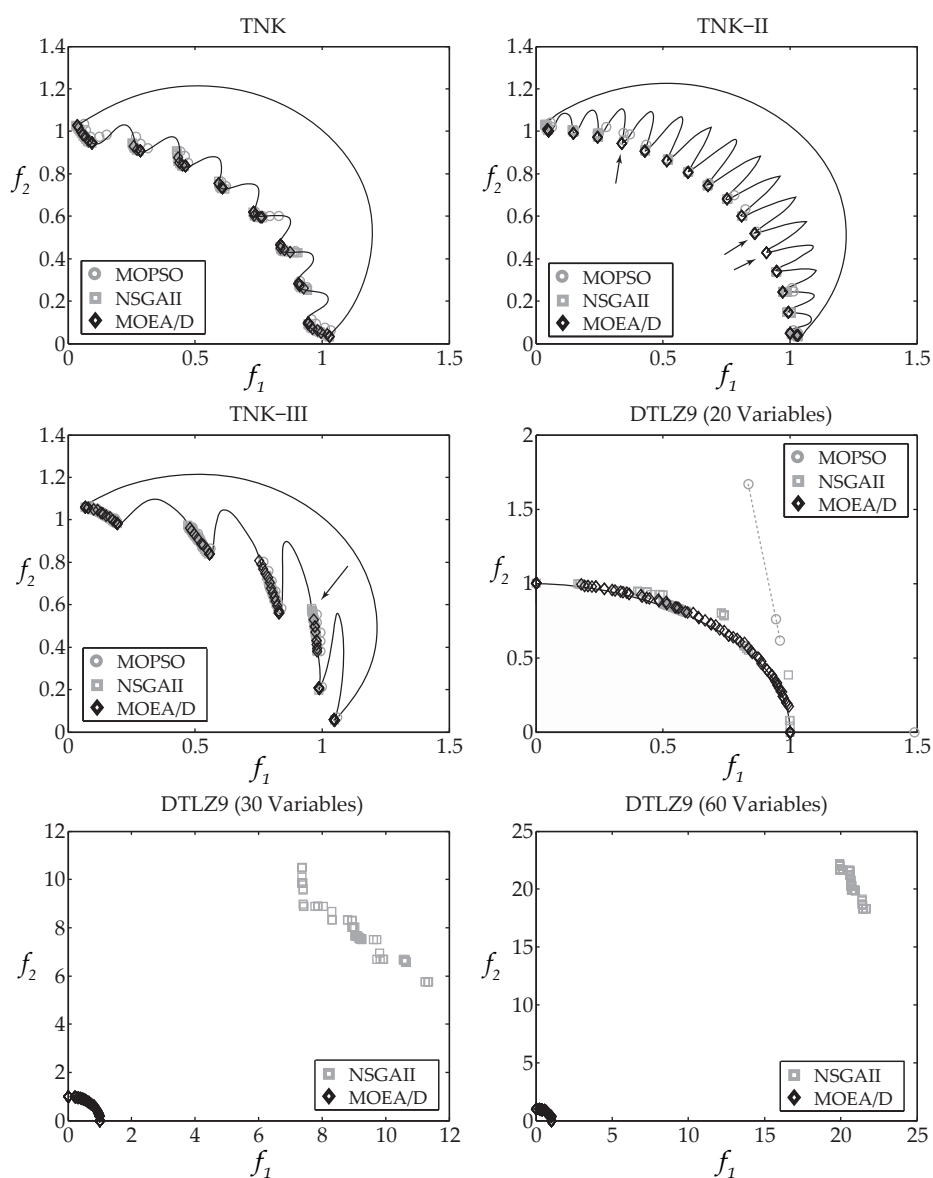 TNK
1.4
1.2
1
0.8
0.6
0.4
0.2
0
0
0.5
1
1.5
f2
f1
MOPSO
NSGAII
MOEA/D
TNK−II
1.4
1.2
1
0.8
0.6
0.4
0.2
0
0
0.5
1
1.5
f2
f1
MOPSO
NSGAII
MOEA/D
TNK−III
1.4
1.2
1
0.8
0.6
0.4
0.2
0
0
0.5
1
1.5
f2
f1
MOPSO
NSGAII
MOEA/D
DTLZ9 (20 Variables)
2
1.5
1
0.5
0
0
0.5
1
1.5
f2
f1
MOPSO
NSGAII
MOEA/D
DTLZ9 (30 Variables)
12
10
8
6
4
2
0
0
2
4
6
8
10
12
f2
f1
NSGAII
MOEA/D
DTLZ9 (60 Variables)
25
20
15
10
5
0
0
5
10
15
20
25
f2
f1
NSGAII
MOEA/D